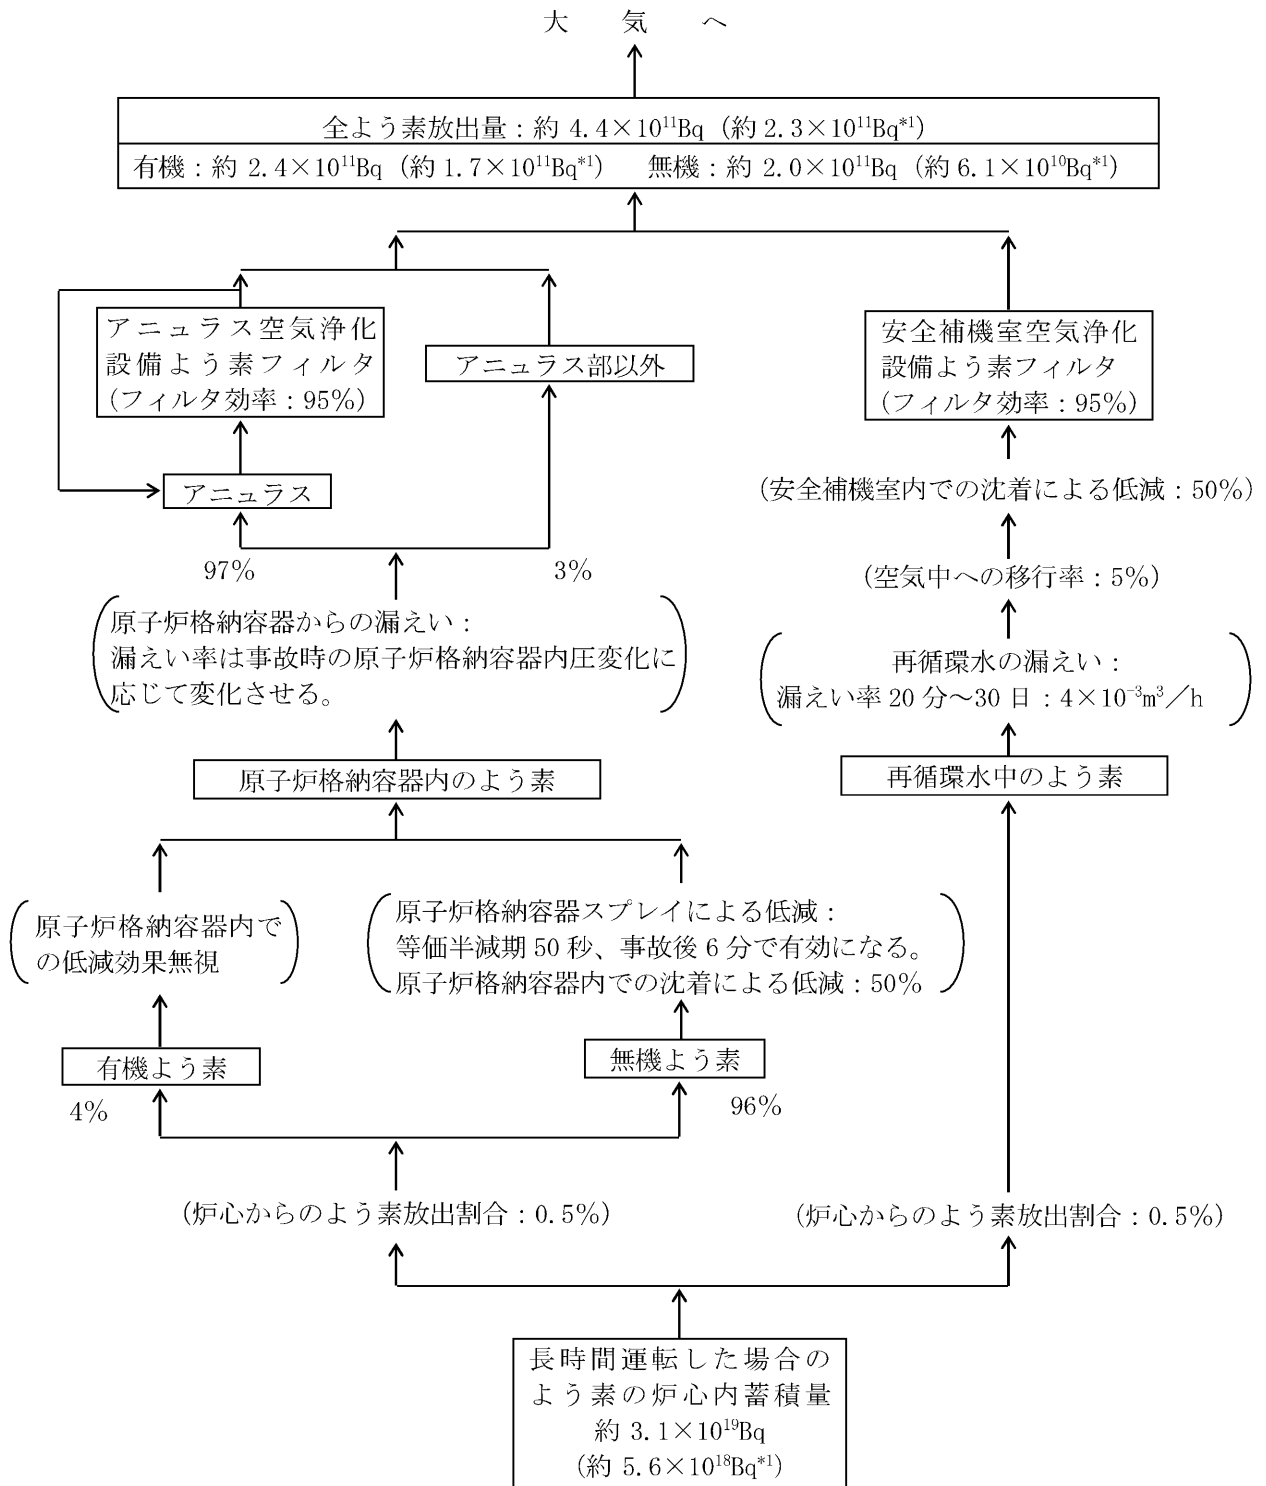 大　気　へ
全よう素放出量：約 4.4×10¹¹Bq（約 2.3×10¹¹Bq*¹）
有機：約 2.4×10¹¹Bq（約 1.7×10¹¹Bq*¹）　無機：約 2.0×10¹¹Bq（約 6.1×10¹⁰Bq*¹）
アニュラス空気浄化
設備よう素フィルタ
(フィルタ効率：95%)
アニュラス部以外
安全補機室空気浄化
設備よう素フィルタ
(フィルタ効率：95%)
アニュラス
(安全補機室内での沈着による低減：50%)
97%
3%
(空気中への移行率：5%)
原子炉格納容器からの漏えい：
漏えい率は事故時の原子炉格納容器内圧変化に
応じて変化させる。
再循環水の漏えい：
漏えい率 20 分～30 日：4×10⁻³m³／h
原子炉格納容器内のよう素
再循環水中のよう素
原子炉格納容器内で
の低減効果無視
原子炉格納容器スプレイによる低減：
等価半減期 50 秒、事故後 6 分で有効になる。
原子炉格納容器内での沈着による低減：50%
有機よう素
無機よう素
4%
96%
(炉心からのよう素放出割合：0.5%)
(炉心からのよう素放出割合：0.5%)
長時間運転した場合の
よう素の炉心内蓄積量
約 3.1×10¹⁹Bq
(約 5.6×10¹⁸Bq*¹)